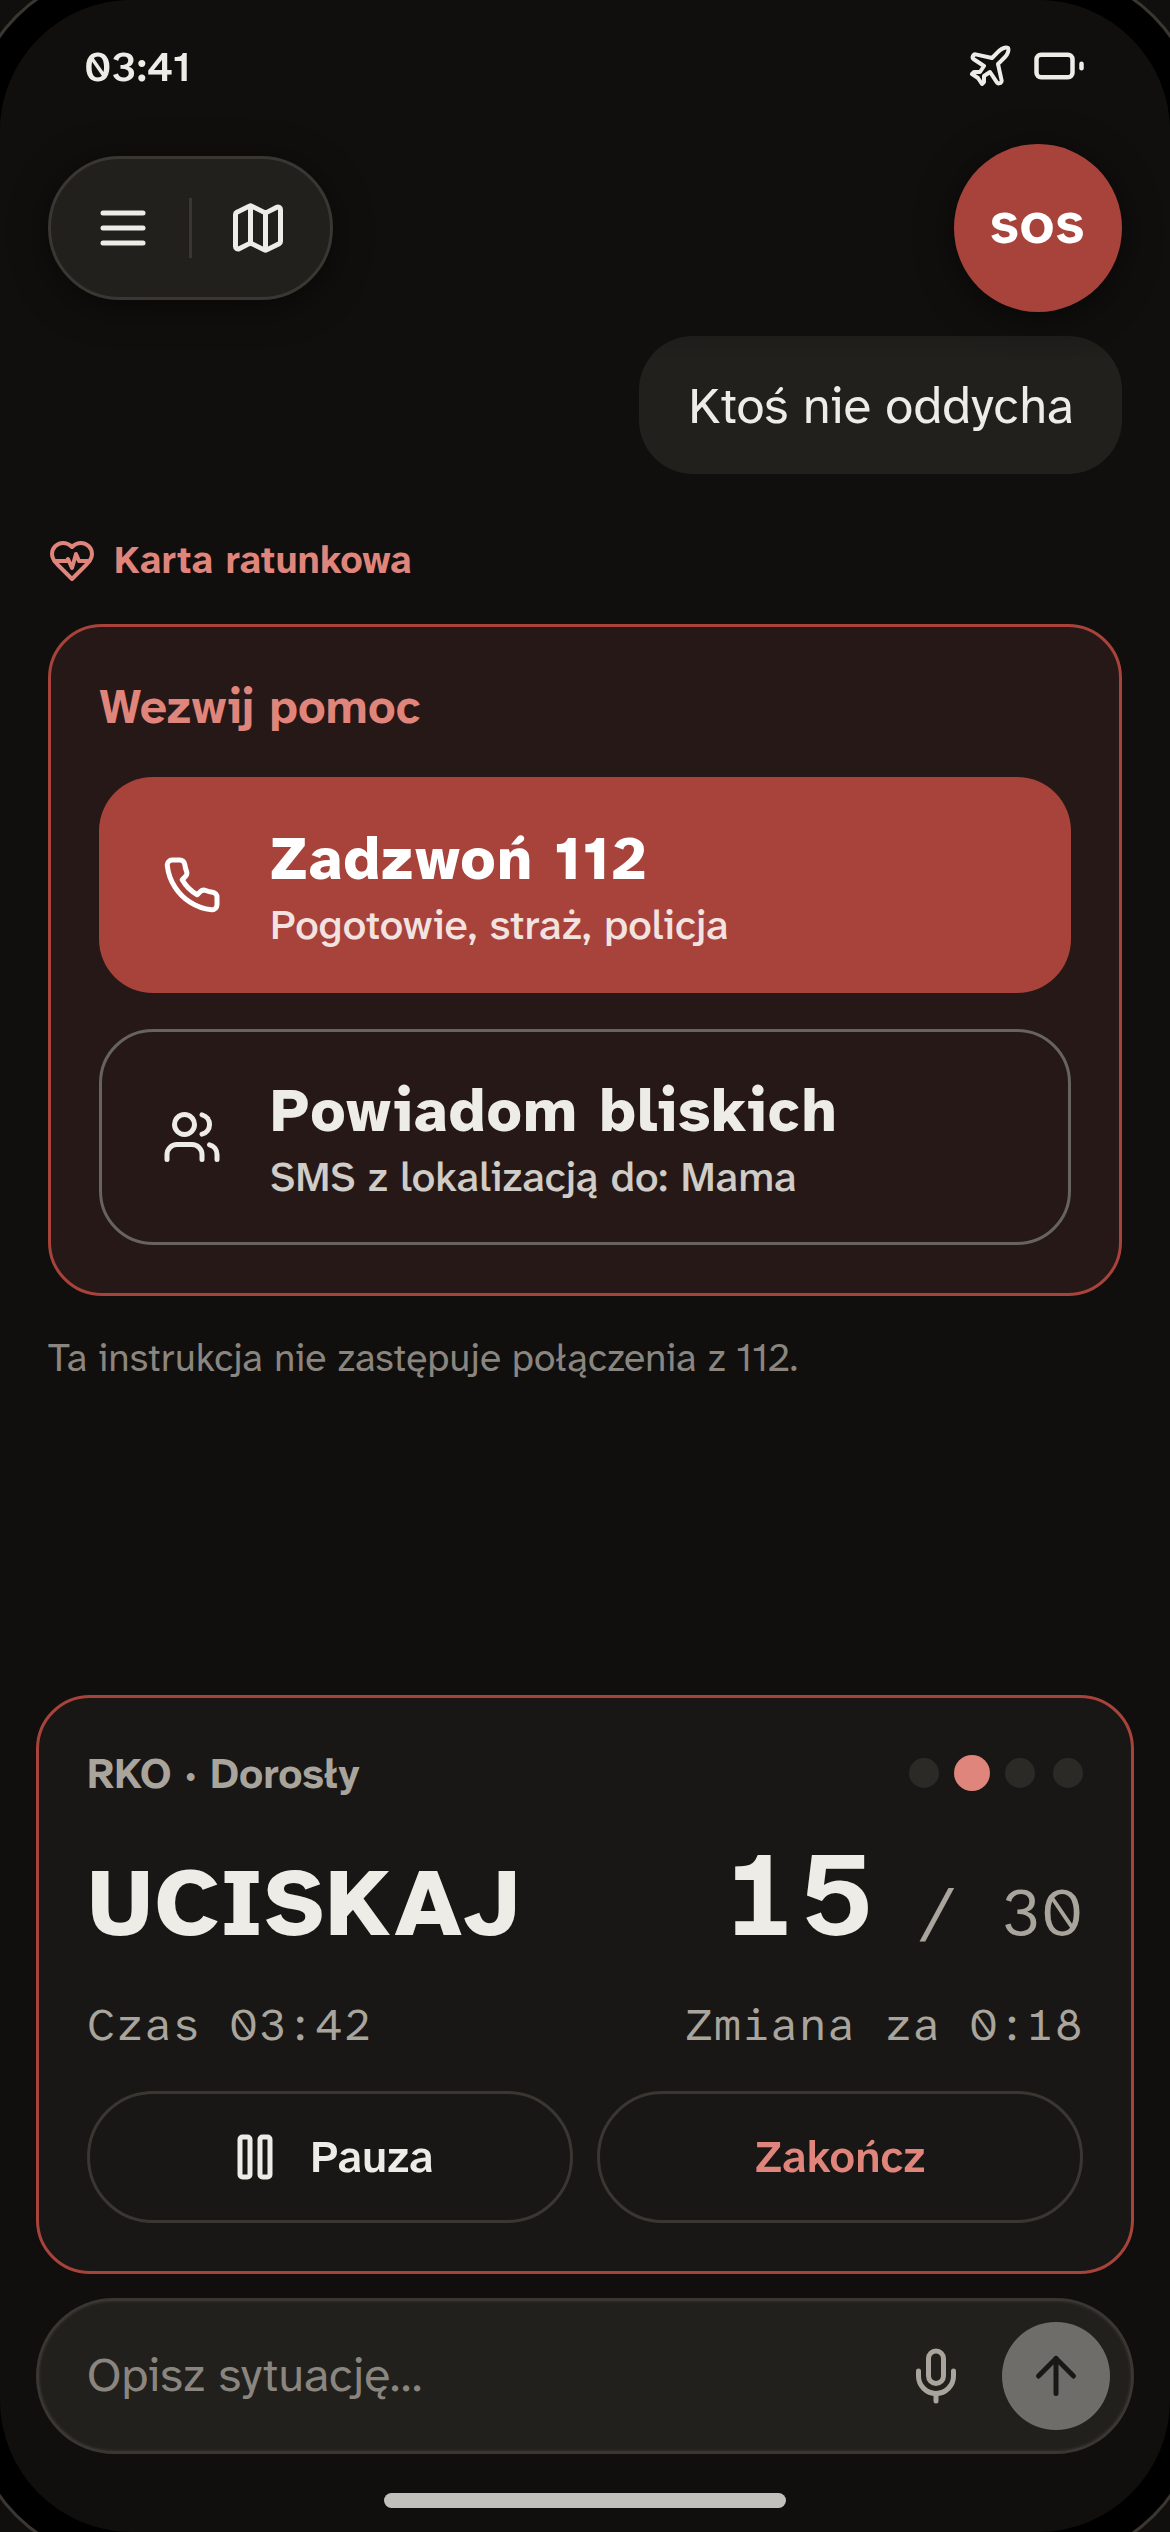 03:41
SOS
Ktoś nie oddycha
Karta ratunkowa
Wezwij pomoc
Zadzwoń 112
Pogotowie, straż, policja
Powiadom bliskich
SMS z lokalizacją do: Mama
Ta instrukcja nie zastępuje połączenia z 112.
RKO · Dorosły
UCISKAJ 15 / 30
Czas 03:42 Zmiana za 0:18
Pauza Zakończ
Opisz sytuację...